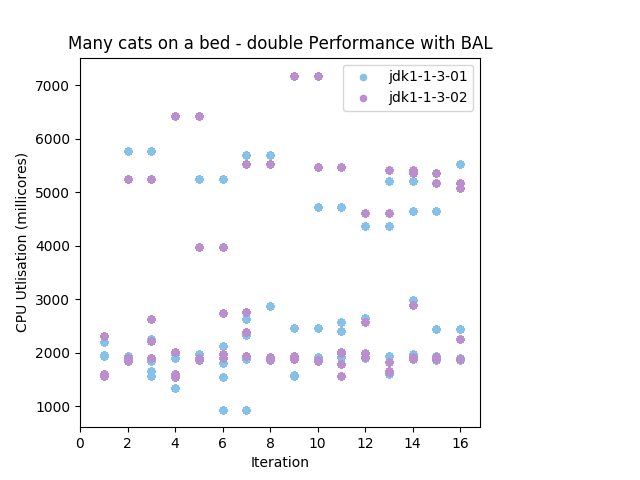 Many cats on a bed - double Performance with BAL
jdk1-1-3-01
jdk1-1-3-02
CPU Utlisation (millicores)
7000
6000
5000
4000
3000
2000
1000
0 2 4 6 8 10 12 14 16
Iteration